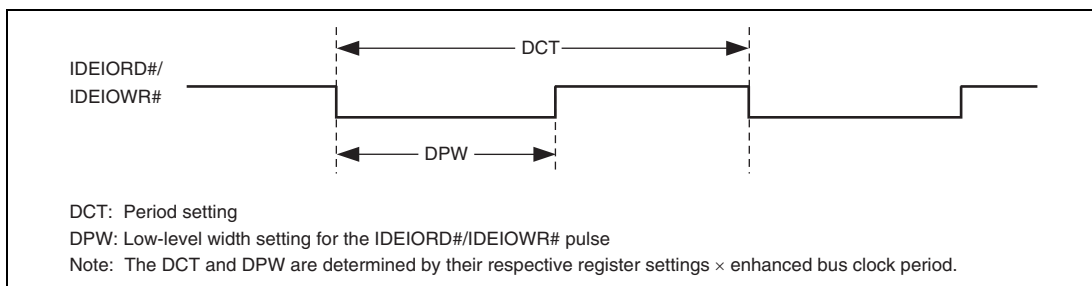 DCT
IDEIORD#/
IDEIOWR#
DPW
DCT: Period setting
DPW: Low-level width setting for the IDEIORD#/IDEIOWR# pulse
Note: The DCT and DPW are determined by their respective register settings × enhanced bus clock period.